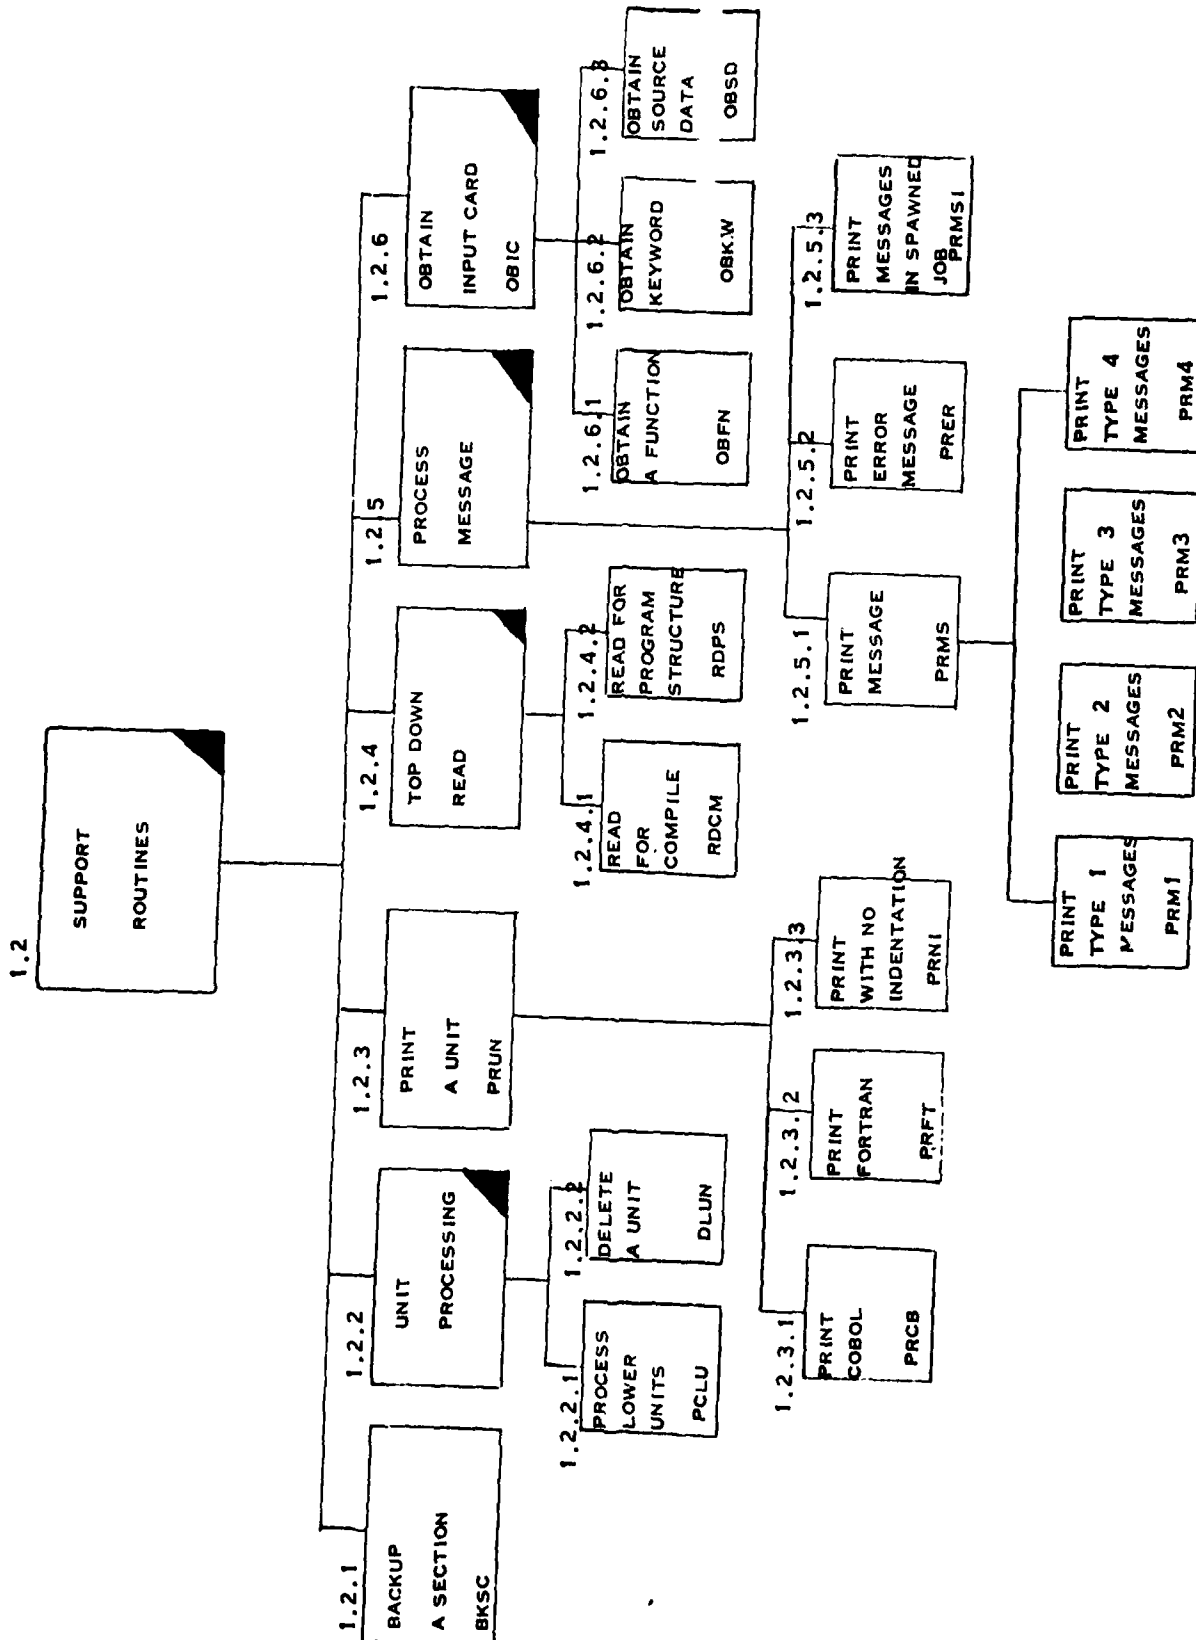 1.2
SUPPORT
ROUTINES
1.2.1
BACKUP
A SECTION
BKSC
1.2.2
UNIT
PROCESSING
1.2.3
PRINT
A UNIT
PRUN
1.2.4
TOP DOWN
READ
1.2.5
PROCESS
MESSAGE
1.2.6
OBTAIN
INPUT CARD
OBIC
1.2.2.1
PROCESS
LOWER
UNITS
PCLU
1.2.2.2
DELETE
A UNIT
DLUN
1.2.4.1
READ
FOR
COMPILE
RDCM
1.2.4.2
READ FOR
PROGRAM
STRUCTURE
RDPS
1.2.6.1
OBTAIN
A FUNCTION
OBFN
1.2.6.2
OBTAIN
KEYWORD
OBKW
1.2.6.3
OBTAIN
SOURCE
DATA
OBSD
1.2.3.1
PRINT
COBOL
PRCB
1.2.3.2
PRINT
FORTRAN
PRFT
1.2.3.3
PRINT
WITH NO
INDENTATION
PRNI
1.2.5.1
PRINT
MESSAGE
PRMS
1.2.5.2
PRINT
ERROR
MESSAGE
PRER
1.2.5.3
PRINT
MESSAGES
IN SPAWNED
JOB
PRMSI
PRINT
TYPE 1
MESSAGES
PRM1
PRINT
TYPE 2
MESSAGES
PRM2
PRINT
TYPE 3
MESSAGES
PRM3
PRINT
TYPE 4
MESSAGES
PRM4